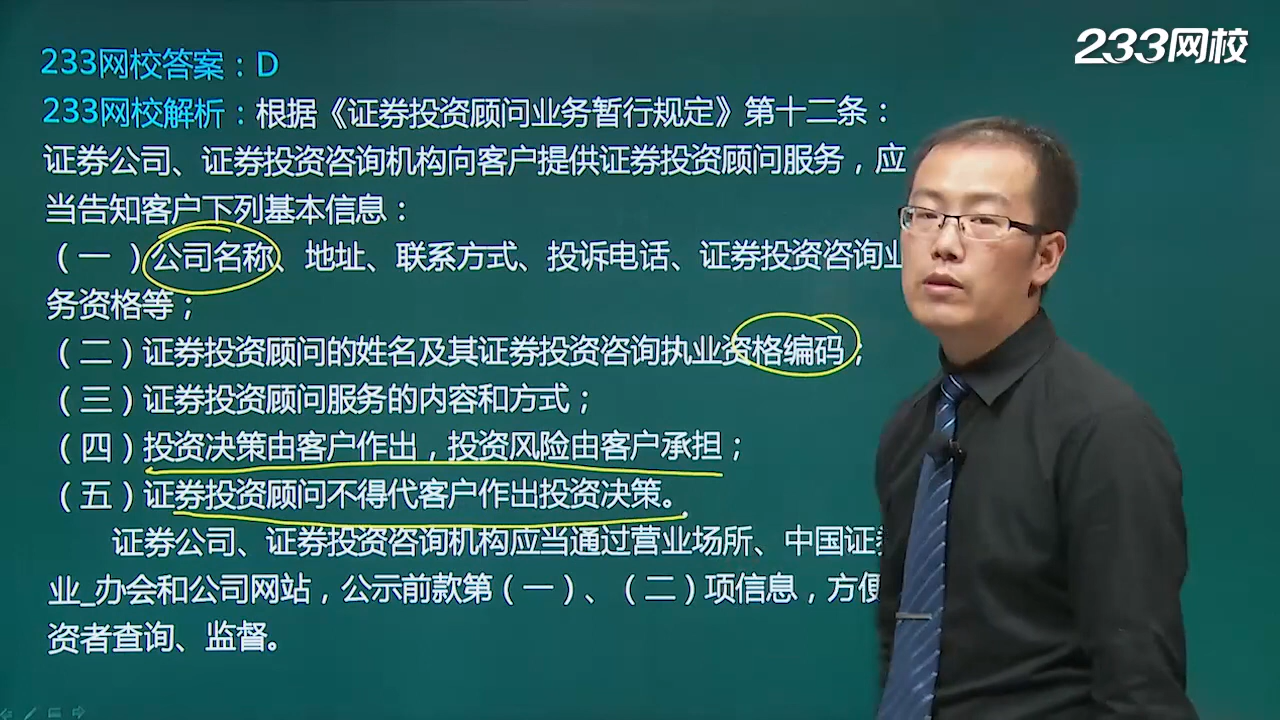 233网校
233网校答案：D
233网校解析：根据《证券投资顾问业务暂行规定》第十二条：
证券公司、证券投资咨询机构向客户提供证券投资顾问服务，应
当告知客户下列基本信息：
（一 ）公司名称、地址、联系方式、投诉电话、证券投资咨询业
务资格等；
（二）证券投资顾问的姓名及其证券投资咨询执业资格编码；
（三）证券投资顾问服务的内容和方式；
（四）投资决策由客户作出，投资风险由客户承担；
（五）证券投资顾问不得代客户作出投资决策。
证券公司、证券投资咨询机构应当通过营业场所、中国证券
业_办会和公司网站，公示前款第（一）、（二）项信息，方便
资者查询、监督。